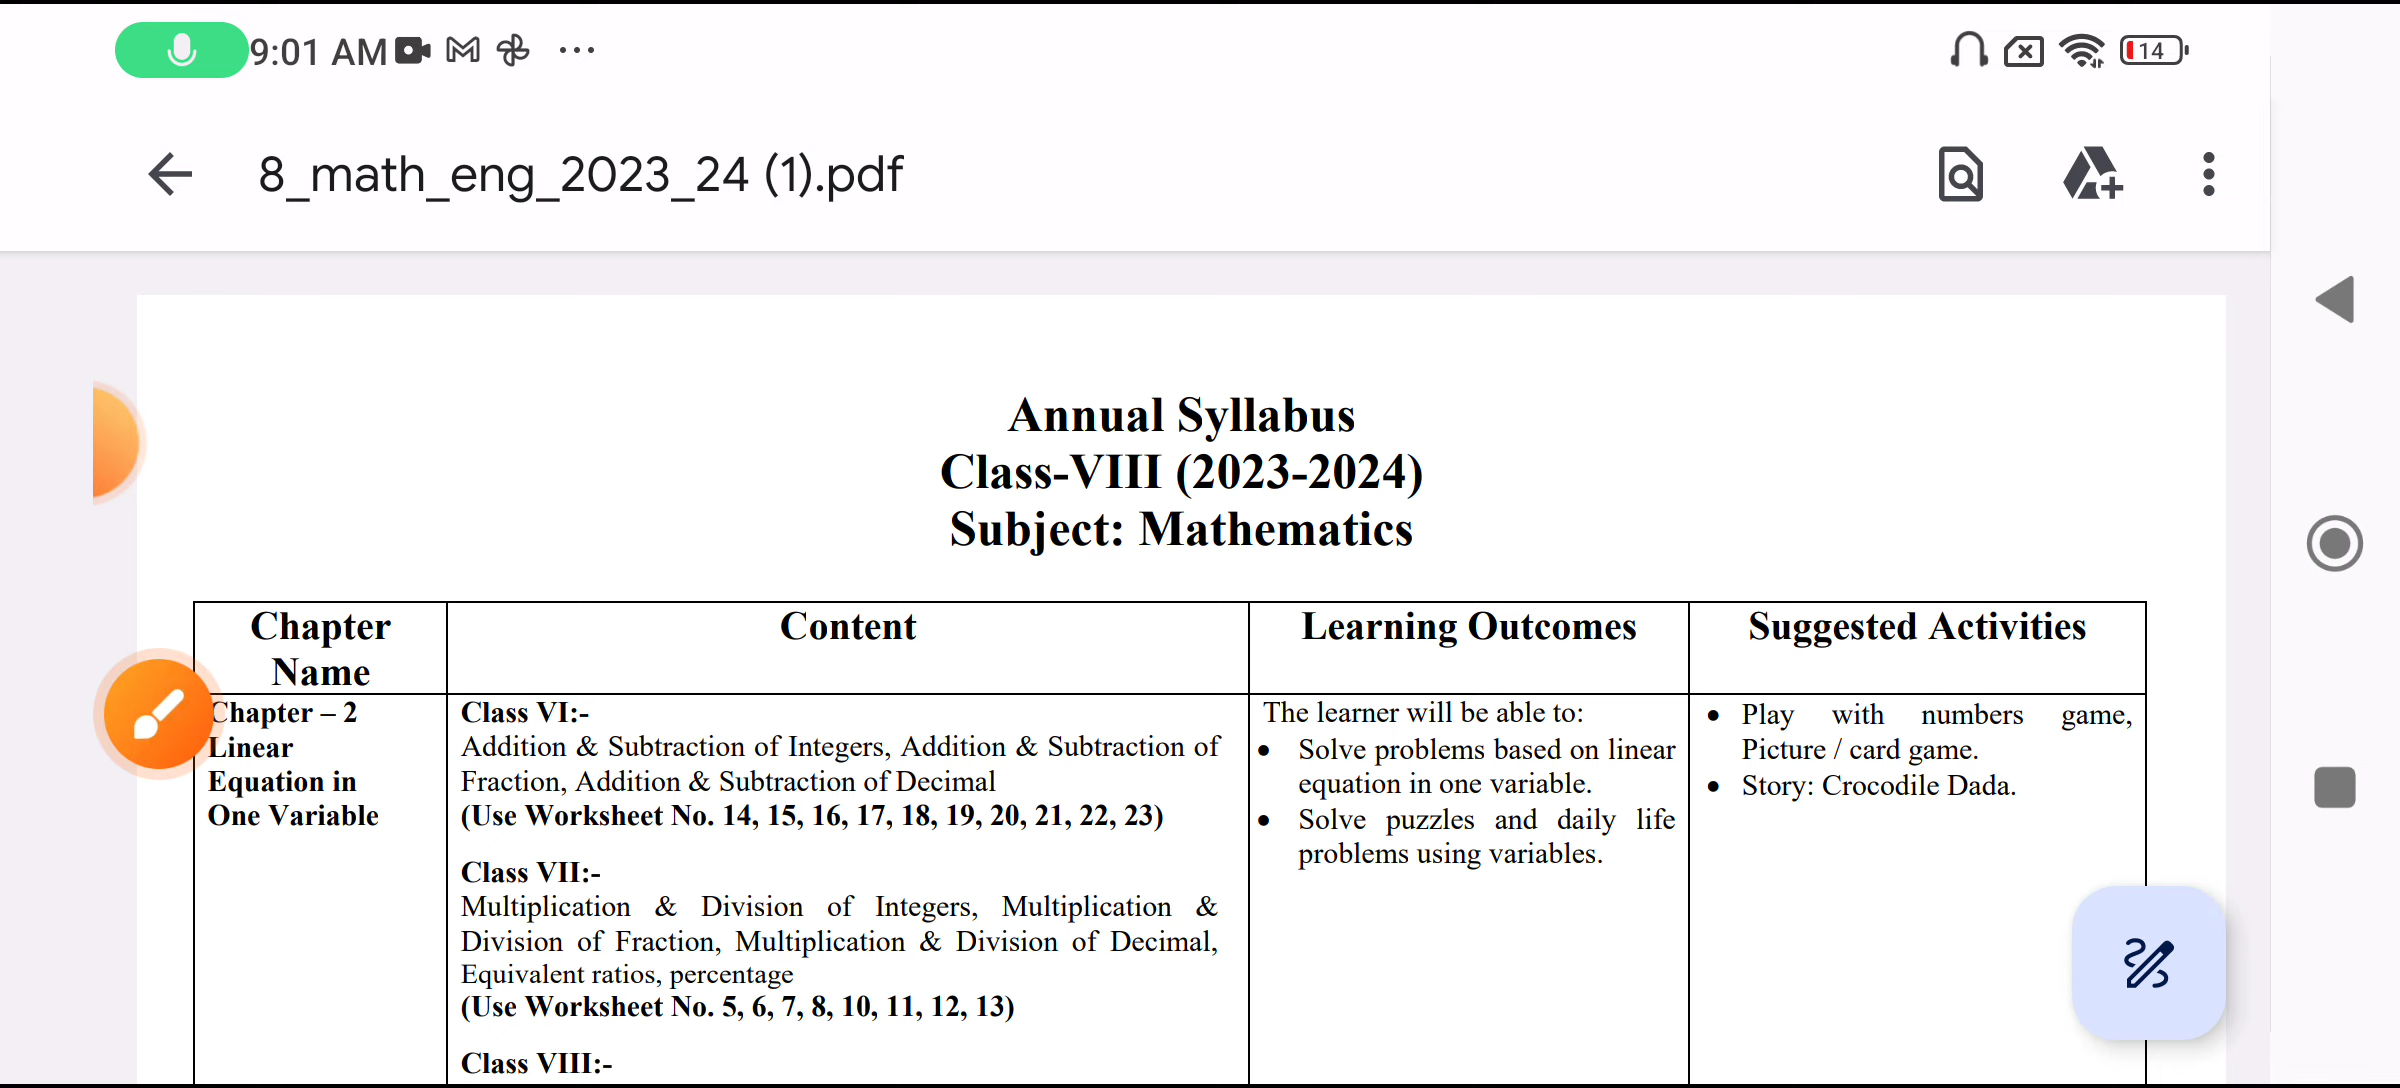 9:01 AM
14
8_math_eng_2023_24 (1).pdf
Annual Syllabus
Class-VIII (2023-2024)
Subject: Mathematics
Chapter
Name
Content
Learning Outcomes
Suggested Activities
Chapter – 2
Linear
Equation in
One Variable
Class VI:-
Addition & Subtraction of Integers, Addition & Subtraction of
Fraction, Addition & Subtraction of Decimal
(Use Worksheet No. 14, 15, 16, 17, 18, 19, 20, 21, 22, 23)
Class VII:-
Multiplication & Division of Integers, Multiplication &
Division of Fraction, Multiplication & Division of Decimal,
Equivalent ratios, percentage
(Use Worksheet No. 5, 6, 7, 8, 10, 11, 12, 13)
Class VIII:-
The learner will be able to:
• Solve problems based on linear
equation in one variable.
• Solve puzzles and daily life
problems using variables.
• Play with numbers game,
Picture / card game.
• Story: Crocodile Dada.